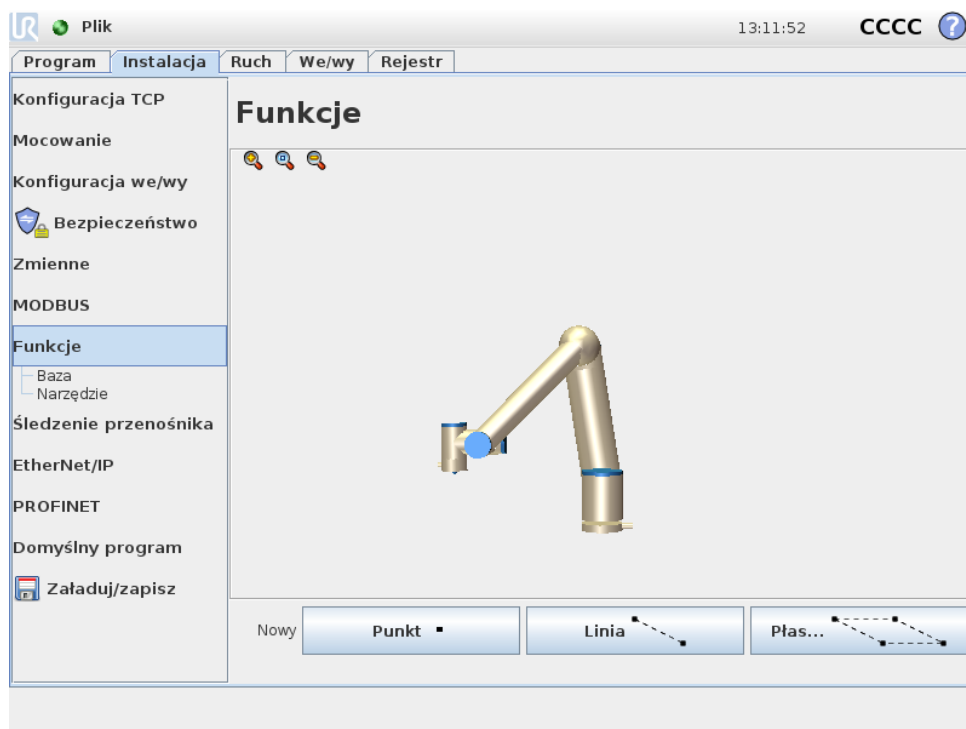 UR Plik 13:11:52 CCCC ?
Program Instalacja Ruch We/wy Rejestr
Konfiguracja TCP
Mocowanie
Konfiguracja we/wy
Bezpieczeństwo
Zmienne
MODBUS
Funkcje
Baza
Narzędzie
Śledzenie przenośnika
EtherNet/IP
PROFINET
Domyślny program
Załaduj/zapisz
Funkcje
Nowy Punkt Linia Płas...